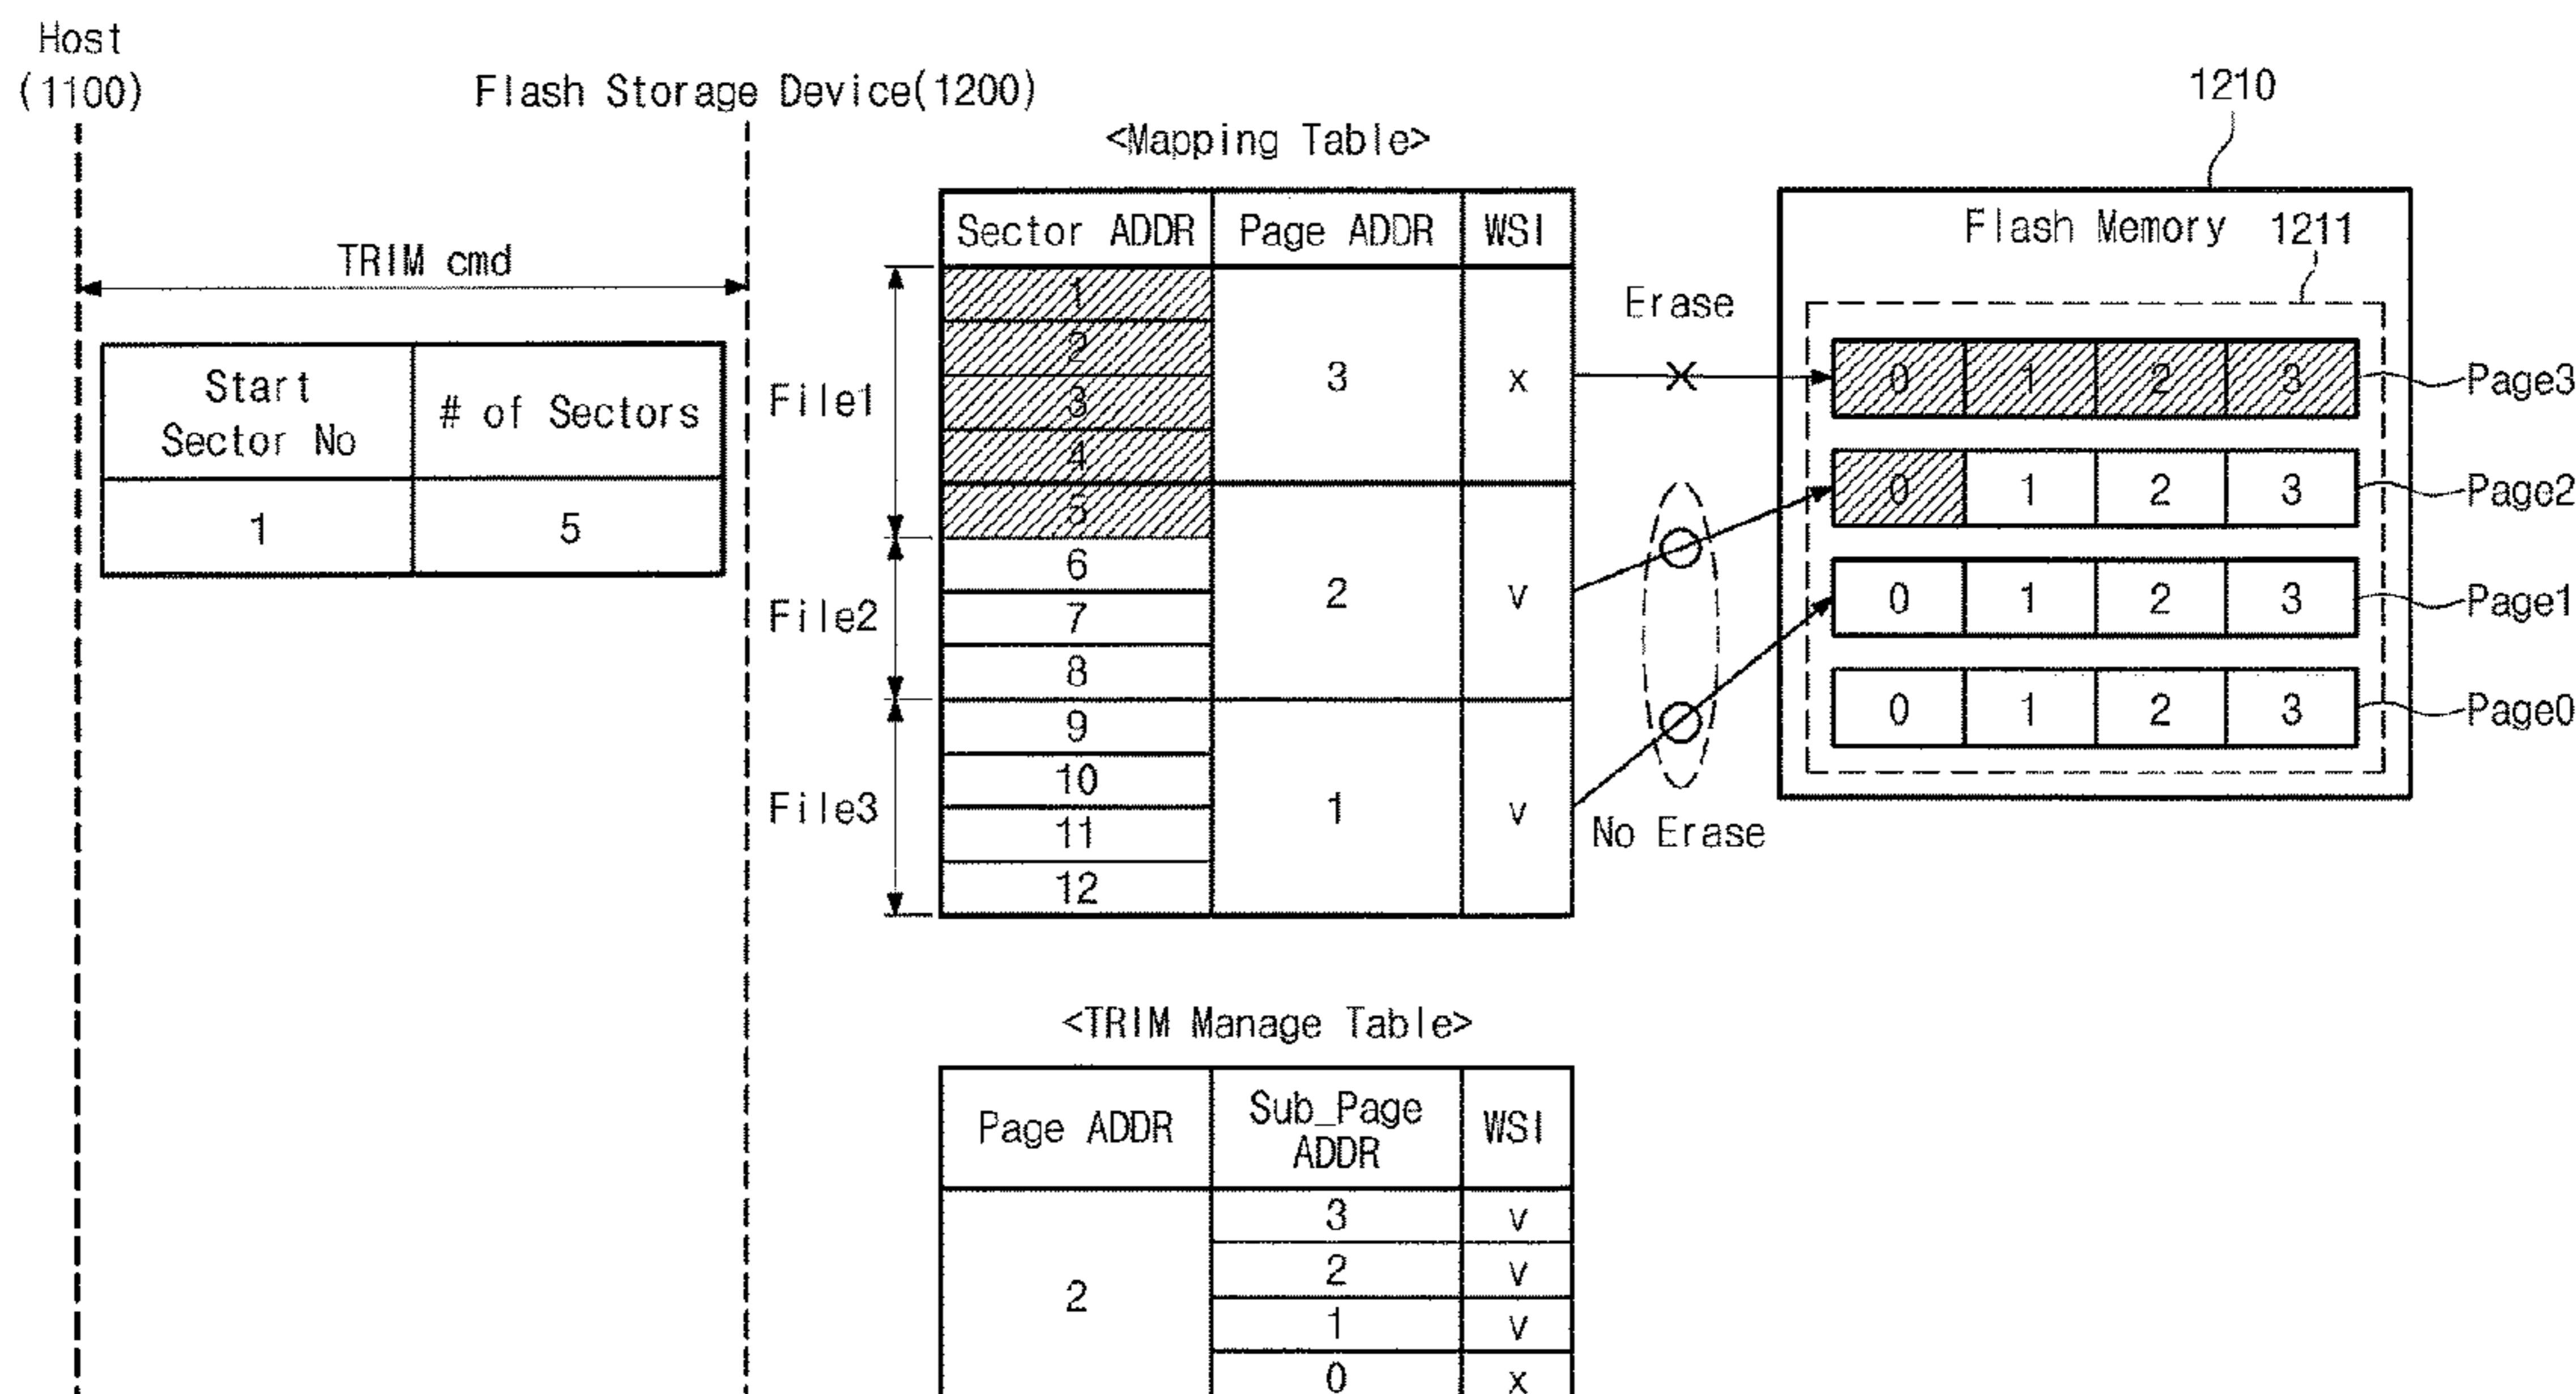 Host
(1100)
Flash Storage Device(1200)
TRIM cmd
Start
Sector No
# of Sectors
1
5
<Mapping Table>
Sector ADDR
Page ADDR
WSI
File1
1
2
3
4
5
3
x
File2
6
7
8
2
v
File3
9
10
11
12
1
v
Erase
No Erase
1210
Flash Memory
1211
0 1 2 3 Page3
0 1 2 3 Page2
0 1 2 3 Page1
0 1 2 3 Page0
<TRIM Manage Table>
Page ADDR
Sub_Page
ADDR
WSI
2
3 v
2 v
1 v
0 x